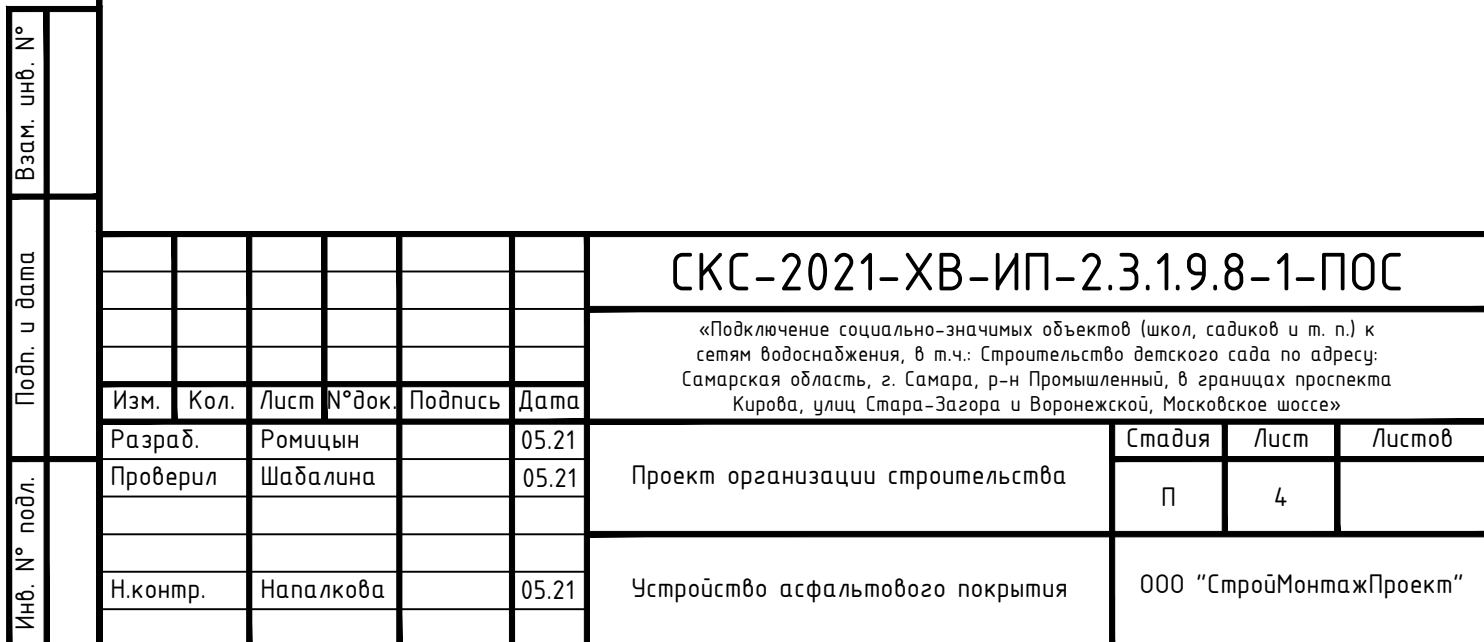 Взам. инв. N°
Подп. и дата
Инв. N° подл.
СКС-2021-ХВ-ИП-2.3.1.9.8-1-ПОС
«Подключение социально-значимых объектов (школ, садиков и т. п.) к
сетям водоснабжения, в т.ч.: Строительство детского сада по адресу:
Самарская область, г. Самара, р-н Промышленный, в границах проспекта
Кирова, улиц Стара-Загора и Воронежской, Московское шоссе»
Изм. Кол. Лист N°док. Подпись Дата
Разраб. Ромицын 05.21
Проверил Шабалина 05.21
Н.контр. Напалкова 05.21
Проект организации строительства
Стадия Лист Листов
П 4
Устройство асфальтового покрытия
ООО "СтройМонтажПроект"